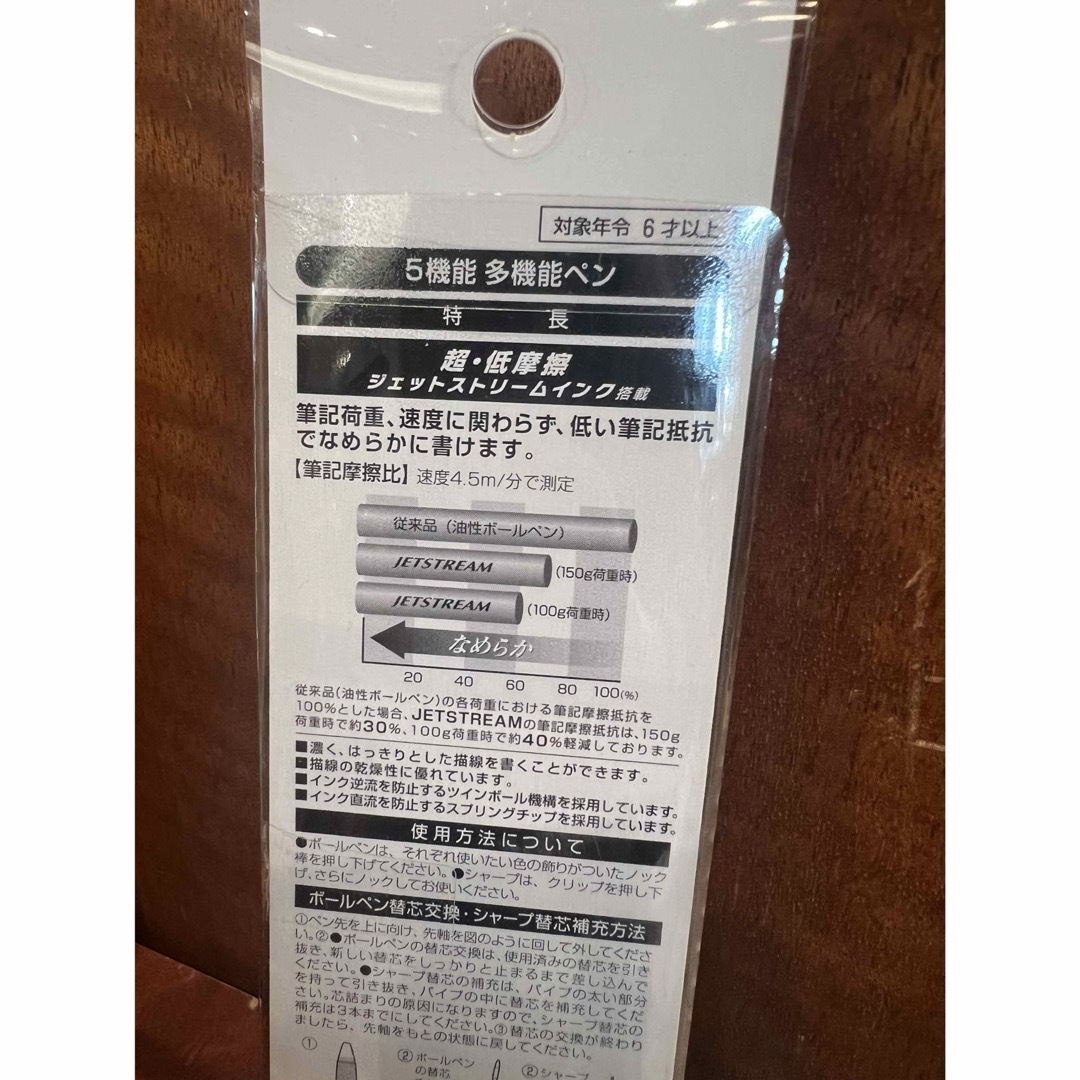 対象年令 6才以上
5機能 多機能ペン
特 長
超・低摩擦
ジェットストリームインク搭載
筆記荷重、速度に関わらず、低い筆記抵抗
でなめらかに書けます。
【筆記摩擦比】速度4.5m/分で測定
従来品（油性ボールペン）
JETSTREAM (150g荷重時)
JETSTREAM (100g荷重時)
なめらか
20 40 60 80 100(%)
従来品(油性ボールペン)の各荷重における筆記摩擦抵抗を
100%とした場合、JETSTREAMの筆記摩擦抵抗は、150g
荷重時で約30%、100g荷重時で約40%軽減しております。
■濃く、はっきりとした描線を書くことができます。
■描線の乾燥性に優れています。
■インク逆流を防止するツインボール機構を採用しています。
■インク直流を防止するスプリングチップを採用しています。
使用方法について
●ボールペンは、それぞれ使いたい色の飾りがついたノック
棒を押し下げてください。●シャープは、クリップを押し下
げ、さらにノックしてお使いください。
ボールペン替芯交換・シャープ替芯補充方法
①ペン先を上に向け、先軸を図のように回して外してくださ
い。②●ボールペンの替芯交換は、使用済みの替芯を引き
抜き、新しい替芯をしっかりと止まるまで差し込んで
ください。●シャープ替芯の補充は、パイプの太い部分
を持って引き抜き、パイプの中に替芯を補充してくだ
さい。芯詰まりの原因になりますので、シャープ替芯の
補充は3本までにしてください。③替芯の交換が終わり
ましたら、先軸をもとの状態に戻してください。
① ②ボールペン ②シャープ
の替芯